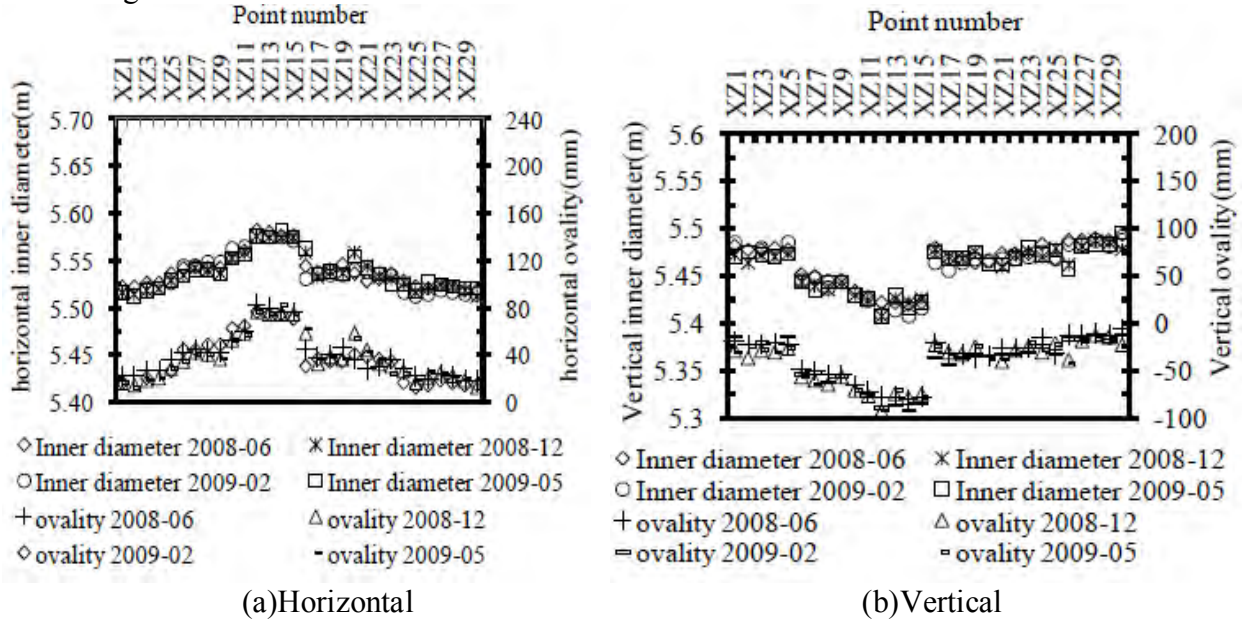 Point number
XZ1 XZ3 XZ5 XZ7 XZ9 XZ11 XZ13 XZ15 XZ17 XZ19 XZ21 XZ23 XZ25 XZ27 XZ29
horizontal inner diameter(m)
5.70
5.65
5.60
5.55
5.50
5.45
5.40
240
200
160
120
80
40
0
horizontal ovality(mm)
Inner diameter 2008-06 Inner diameter 2008-12
Inner diameter 2009-02 Inner diameter 2009-05
ovality 2008-06 ovality 2008-12
ovality 2009-02 ovality 2009-05
(a)Horizontal
Point number
XZ1 XZ3 XZ5 XZ7 XZ9 XZ11 XZ13 XZ15 XZ17 XZ19 XZ21 XZ23 XZ25 XZ27 XZ29
Vertical inner diameter(m
5.6
5.55
5.5
5.45
5.4
5.35
5.3
200
150
100
50
0
-50
-100
Vertical ovality(mm)
Inner diameter 2008-06 Inner diameter 2008-12
Inner diameter 2009-02 Inner diameter 2009-05
ovality 2008-06 ovality 2008-12
ovality 2009-02 ovality 2009-05
(b)Vertical